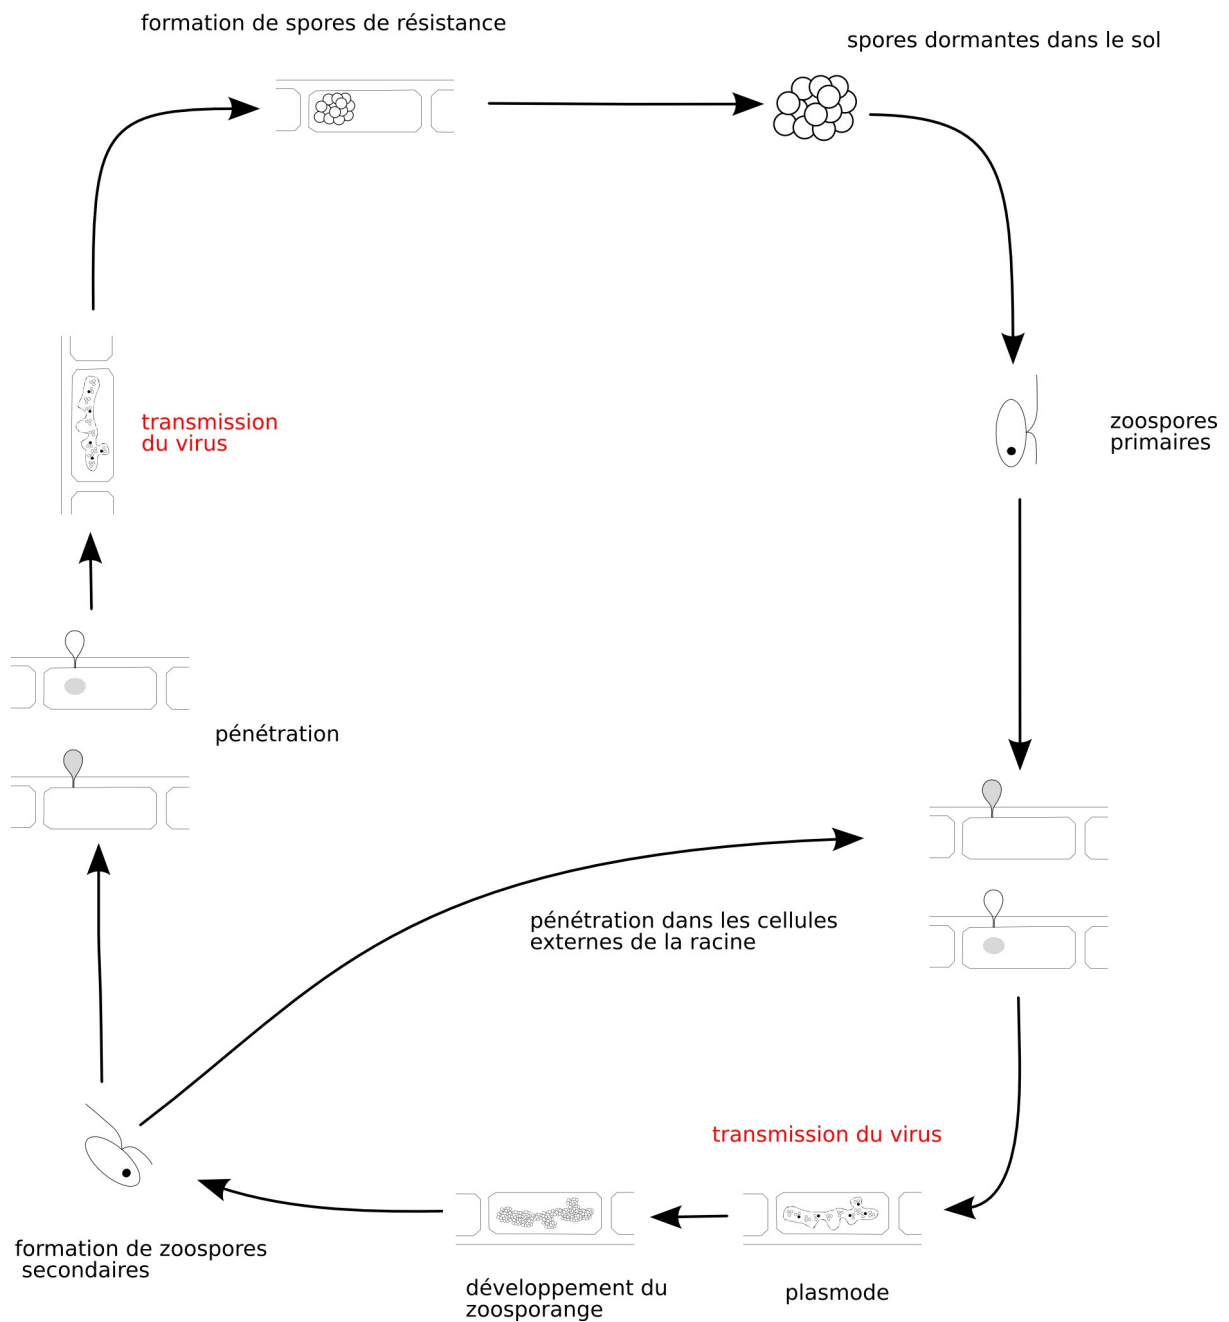 formation de spores de résistance
spores dormantes dans le sol
transmission
du virus
zoospores
primaires
pénétration
pénétration dans les cellules
externes de la racine
transmission du virus
formation de zoospores
secondaires
développement du
zoosporange
plasmode